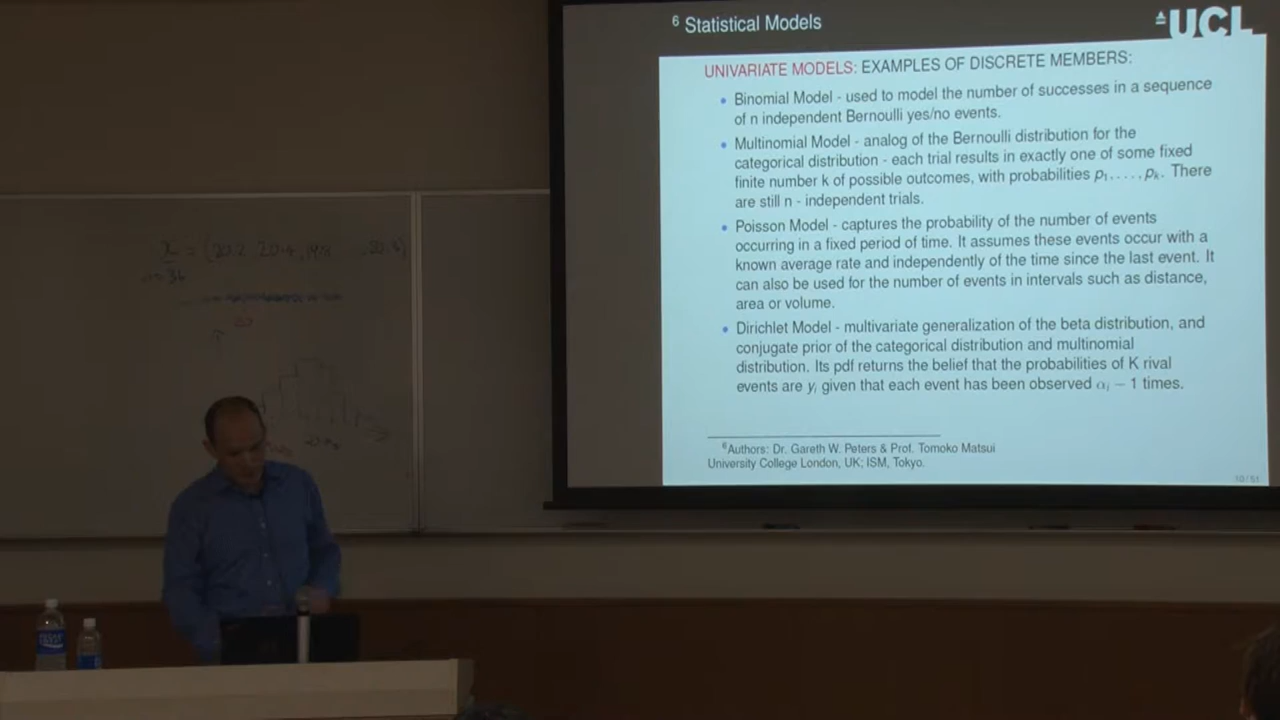 6 Statistical Models
UCL
UNIVARIATE MODELS: EXAMPLES OF DISCRETE MEMBERS:
• Binomial Model - used to model the number of successes in a sequence
of n independent Bernoulli yes/no events.
• Multinomial Model - analog of the Bernoulli distribution for the
categorical distribution - each trial results in exactly one of some fixed
finite number k of possible outcomes, with probabilities p₁, . . . , pₖ. There
are still n - independent trials.
• Poisson Model - captures the probability of the number of events
occurring in a fixed period of time. It assumes these events occur with a
known average rate and independently of the time since the last event. It
can also be used for the number of events in intervals such as distance,
area or volume.
• Dirichlet Model - multivariate generalization of the beta distribution, and
conjugate prior of the categorical distribution and multinomial
distribution. Its pdf returns the belief that the probabilities of K rival
events are yᵢ given that each event has been observed αᵢ − 1 times.
6 Authors: Dr. Gareth W. Peters & Prof. Tomoko Matsui
University College London, UK; ISM, Tokyo.
10 / 51